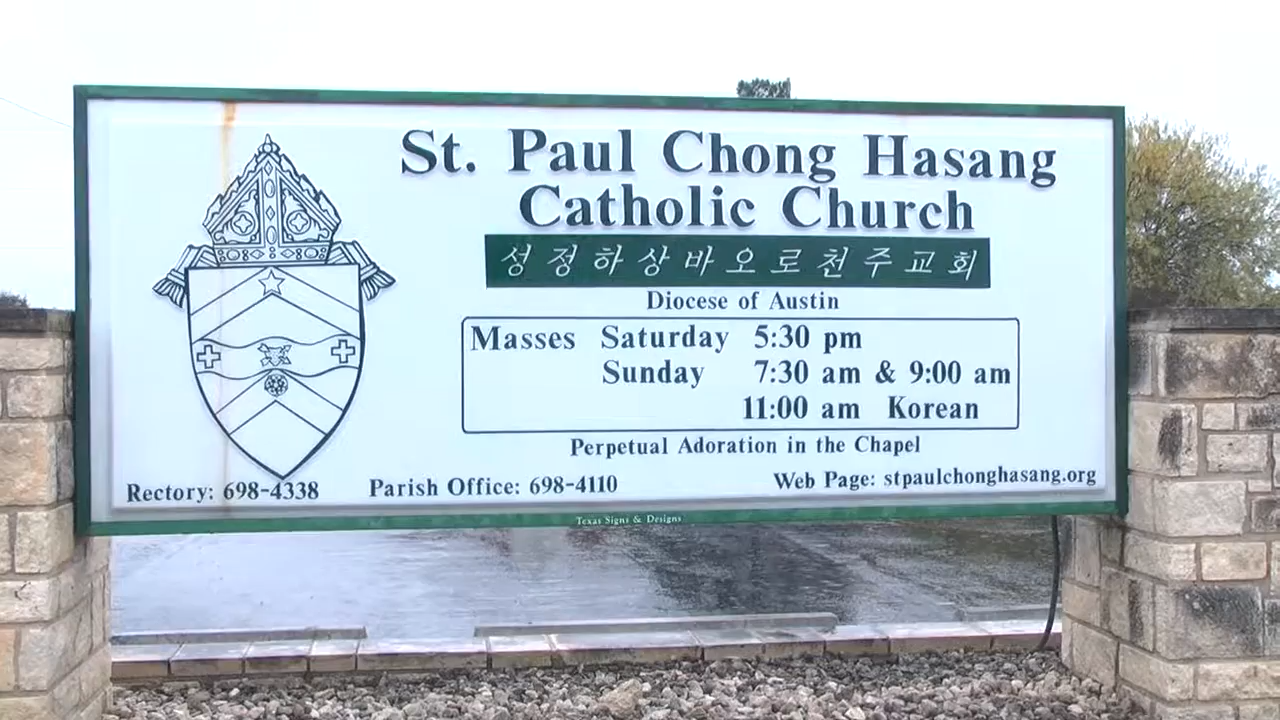 St. Paul Chong Hasang
Catholic Church
성 정 하 상 바 오 로 천 주 교 회
Diocese of Austin
Masses Saturday 5:30 pm
Sunday 7:30 am & 9:00 am
11:00 am Korean
Perpetual Adoration in the Chapel
Rectory: 698-4338 Parish Office: 698-4110 Web Page: stpaulchonghasang.org
Texas Signs & Designs